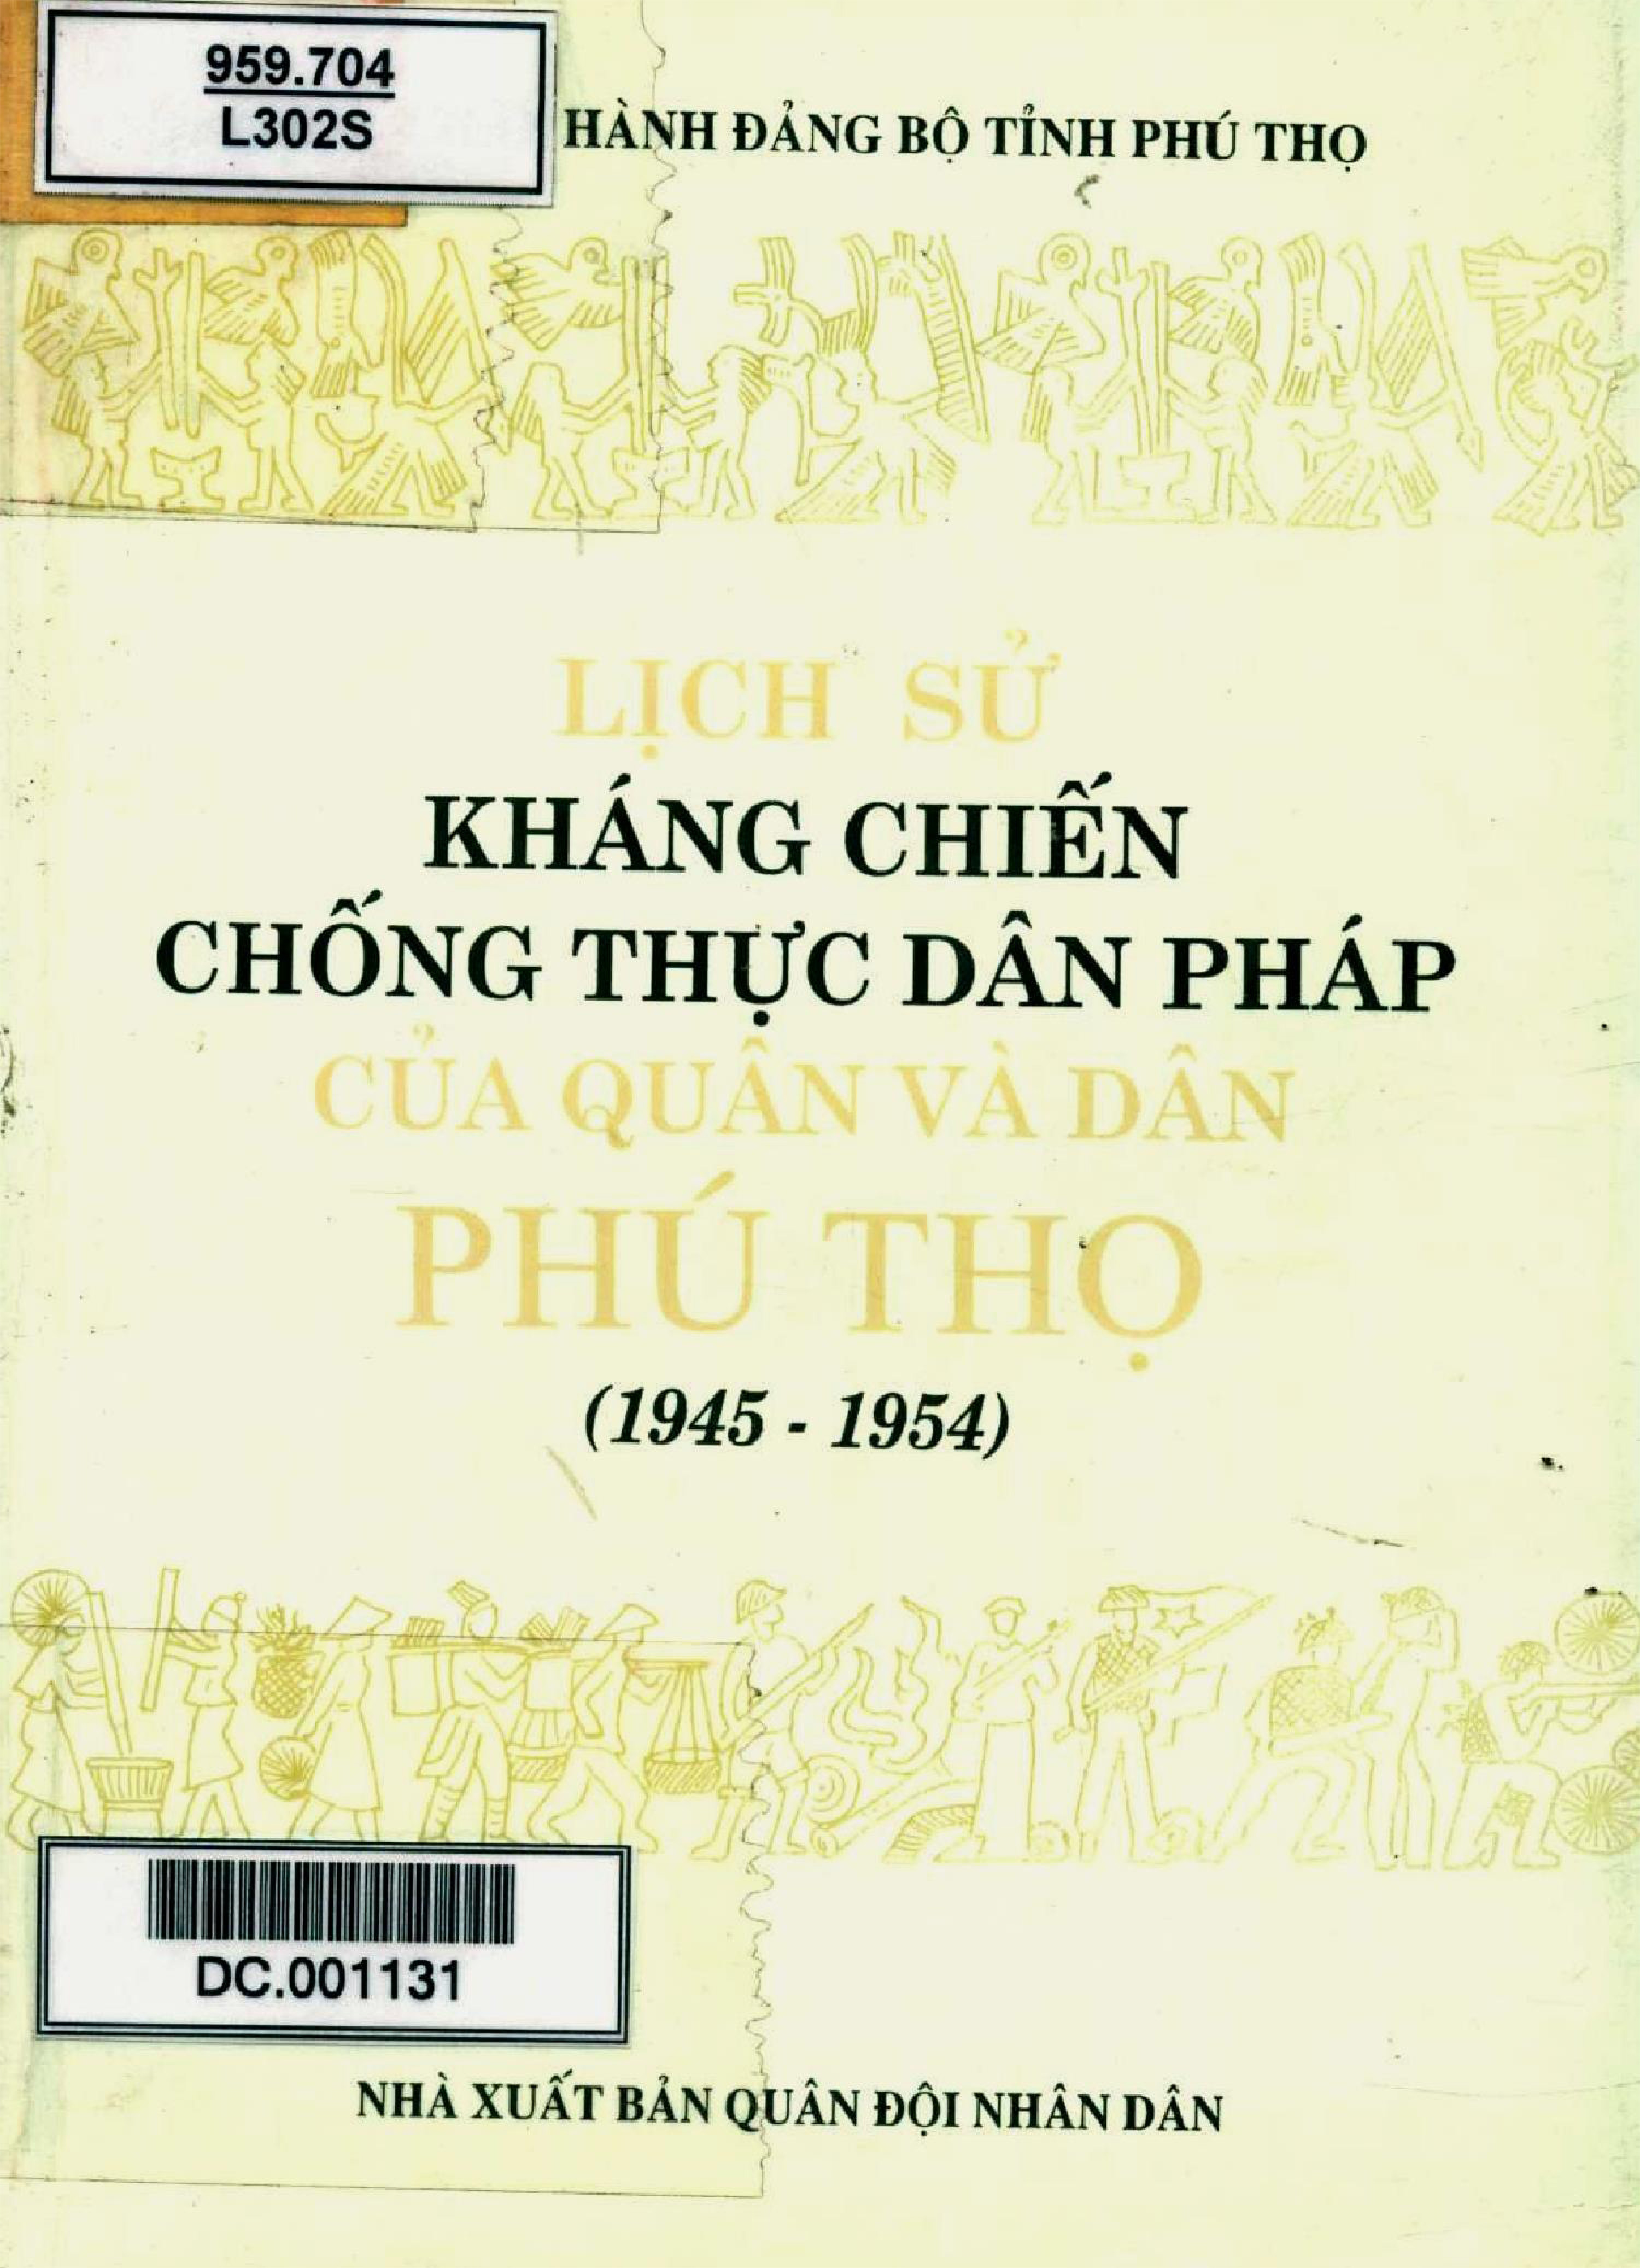 959.704
L302S
HÀNH ĐẢNG BỘ TỈNH PHÚ THỌ
LỊCH SỬ
KHÁNG CHIẾN
CHỐNG THỰC DÂN PHÁP
CỦA QUÂN VÀ DÂN
PHÚ THỌ
(1945 - 1954)
DC.001131
NHÀ XUẤT BẢN QUÂN ĐỘI NHÂN DÂN